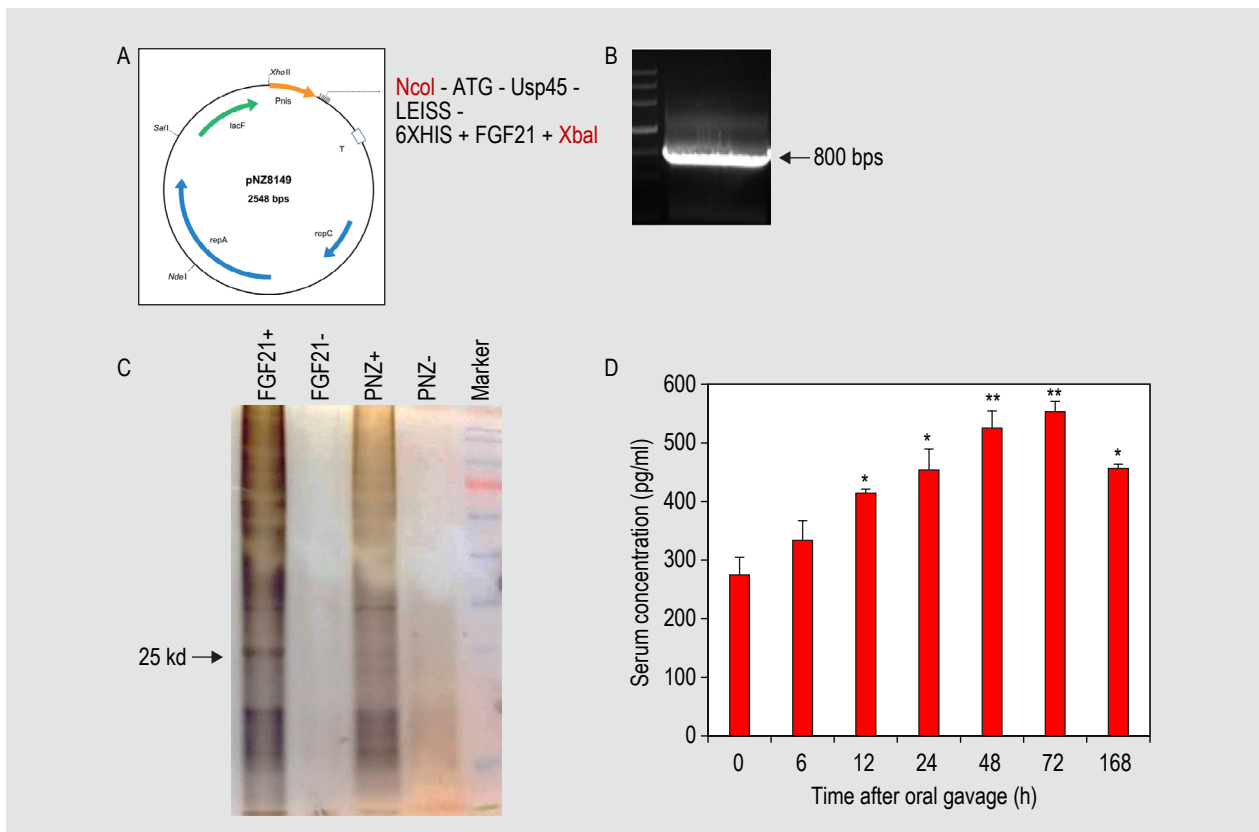 A
XhoII
Pnis
lacF
SalI
T
pNZ8149
2548 bps
repA
repC
NdeI
NcoI - ATG - Usp45 -
LEISS -
6XHIS + FGF21 + XbaI
B
800 bps
C
FGF21+
FGF21-
PNZ+
PNZ-
Marker
25 kd
D
600
500
400
300
200
100
0
Serum concentration (pg/ml)
*
*
**
**
*
0 6 12 24 48 72 168
Time after oral gavage (h)